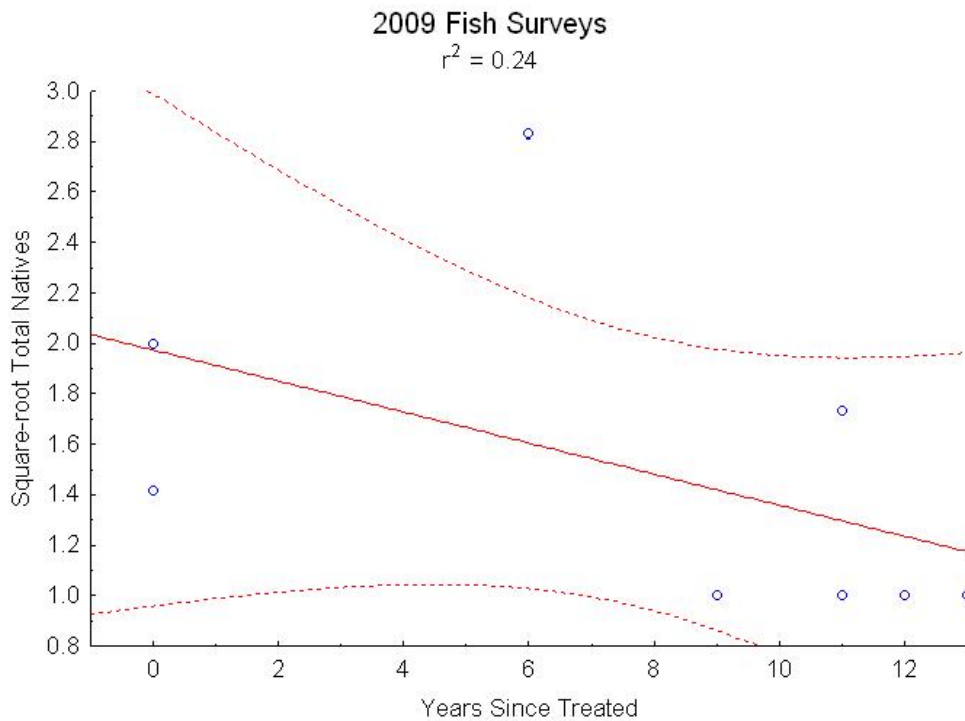 2009 Fish Surveys
r² = 0.24
Square-root Total Natives
3.0
2.8
2.6
2.4
2.2
2.0
1.8
1.6
1.4
1.2
1.0
0.8
0 2 4 6 8 10 12
Years Since Treated